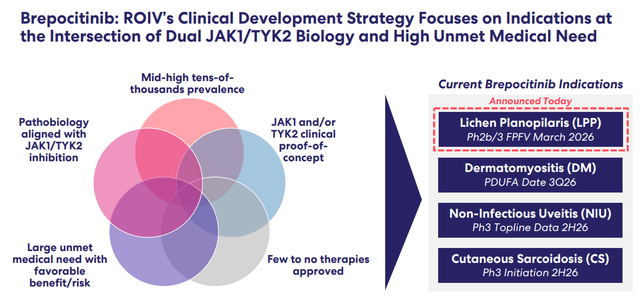 Brepocitinib: ROIV’s Clinical Development Strategy Focuses on Indications at
the Intersection of Dual JAK1/TYK2 Biology and High Unmet Medical Need
Mid-high tens-of-
thousands prevalence
Pathobiology
aligned with
JAK1/TYK2
inhibition
JAK1 and/or
TYK2 clinical
proof-of-
concept
Large unmet
medical need with
favorable
benefit/risk
Few to no therapies
approved
Current Brepocitinib Indications
Announced Today
Lichen Planopilaris (LPP)
Ph2b/3 FPFV March 2026
Dermatomyositis (DM)
PDUFA Date 3Q26
Non-Infectious Uveitis (NIU)
Ph3 Topline Data 2H26
Cutaneous Sarcoidosis (CS)
Ph3 Initiation 2H26